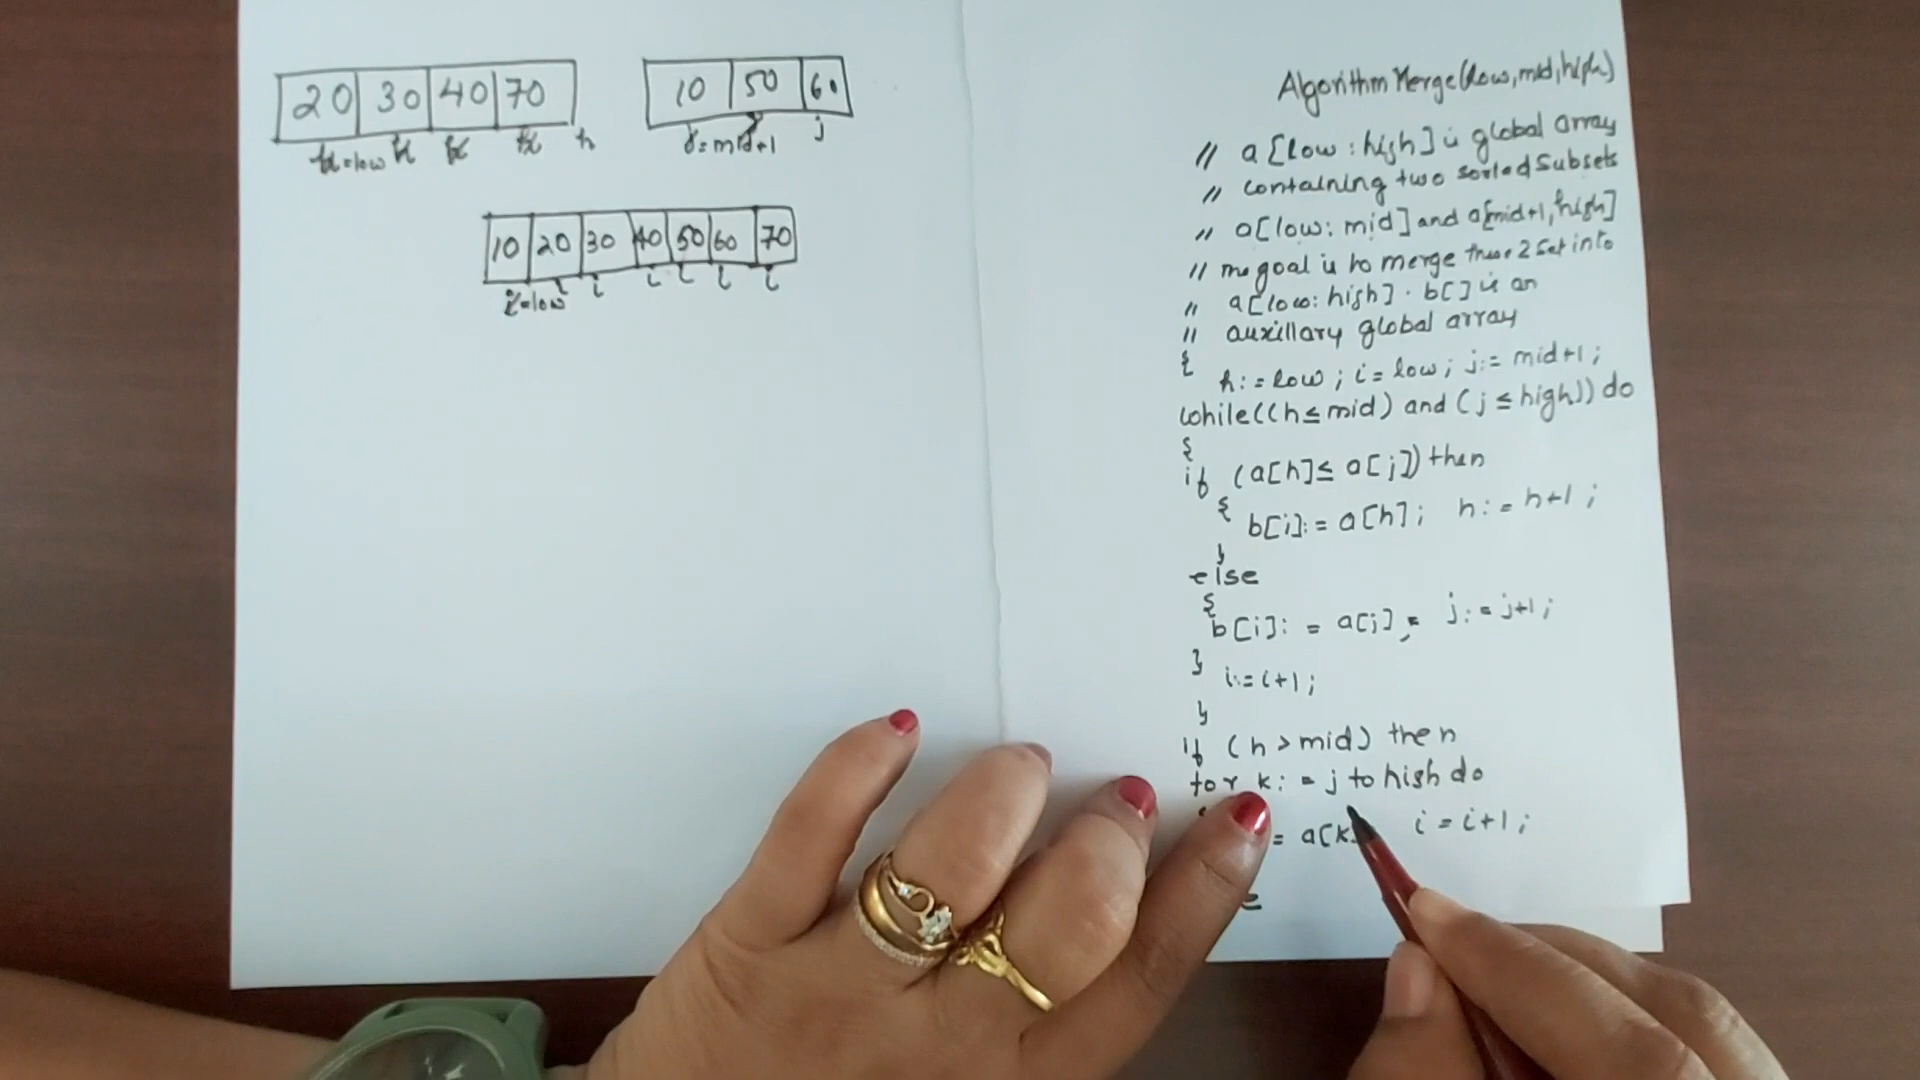 20 30 40 70
h=low h h h h
10 50 60
j=mid+1 j
10 20 30 40 50 60 70
i=low i i i i i i
Algorithm Merge(low, mid, high)
// a[low : high] is global array
// containing two sorted subsets
// a[low: mid] and a[mid+1, high]
// the goal is to merge these 2 set into
// a[low: high] . b[] is an
// auxillary global array
{
h:=low ; i=low ; j:= mid+1 ;
while((h≤mid) and (j≤high)) do
{
if (a[h]≤ a[j]) then
{
b[i]:= a[h]; h:=h+1 ;
}
else
{
b[i]:= a[j]; j:=j+1;
}
i:=i+1;
}
if (h>mid) then
for k:=j to high do
= a[k i=i+1;